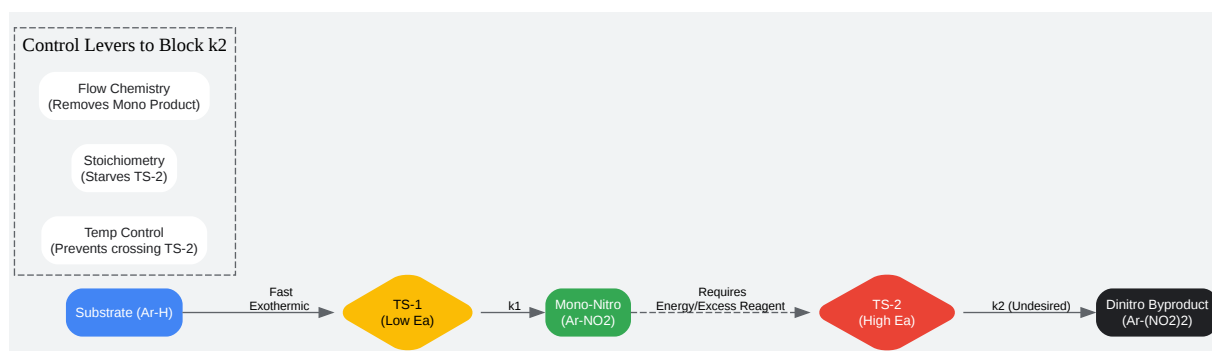 Control Levers to Block k2
Flow Chemistry
(Removes Mono Product)
Stoichiometry
(Starves TS-2)
Temp Control
(Prevents crossing TS-2)
Substrate (Ar-H)
Fast
Exothermic
TS-1
(Low Ea)
k1
Mono-Nitro
(Ar-NO2)
Requires
Energy/Excess Reagent
TS-2
(High Ea)
k2 (Undesired)
Dinitro Byproduct
(Ar-(NO2)2)